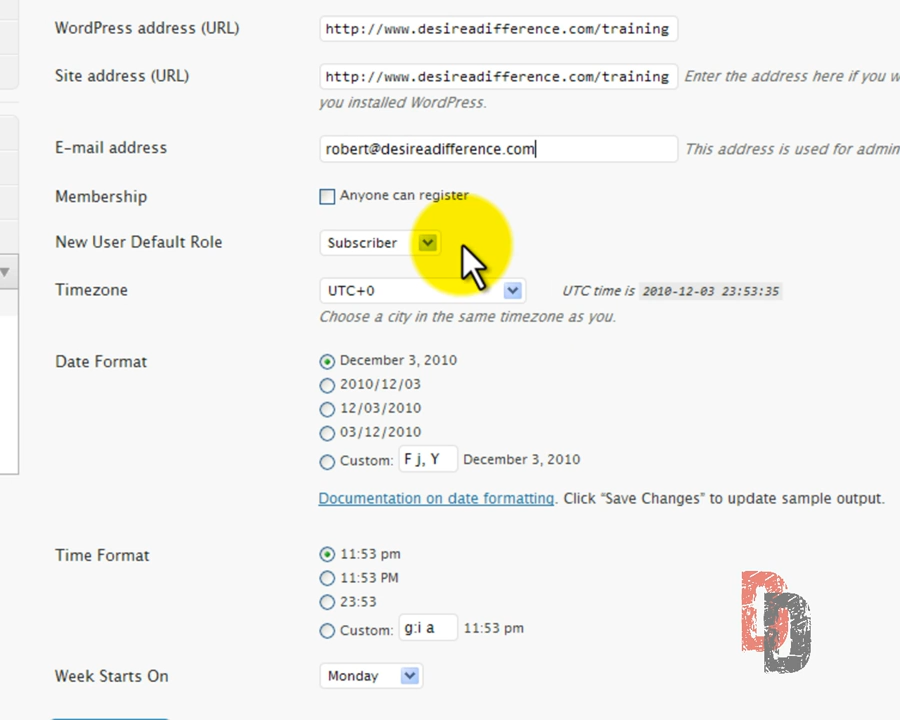 WordPress address (URL) http://www.desireadifference.com/training
Site address (URL) http://www.desireadifference.com/training Enter the address here if you w
you installed WordPress.
E-mail address robert@desireadifference.com This address is used for admin
Membership Anyone can register
New User Default Role Subscriber
Timezone UTC+0 UTC time is 2010-12-03 23:53:35
Choose a city in the same timezone as you.
Date Format December 3, 2010
2010/12/03
12/03/2010
03/12/2010
Custom: F j, Y December 3, 2010
Documentation on date formatting. Click “Save Changes” to update sample output.
Time Format 11:53 pm
11:53 PM
23:53
Custom: g:i a 11:53 pm
Week Starts On Monday
DD